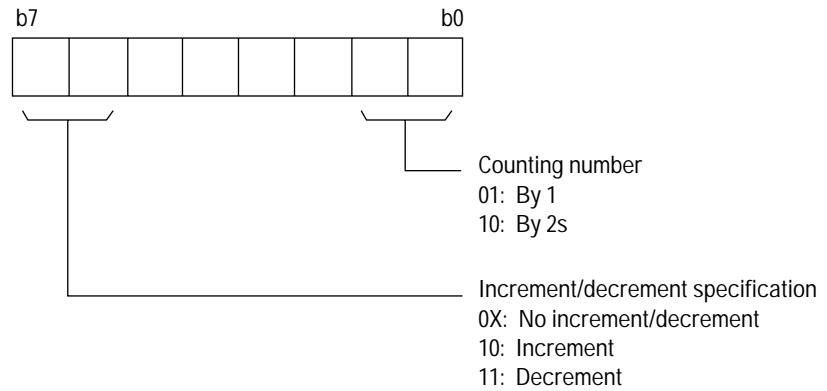 b7 b0
Counting number
01: By 1
10: By 2s
Increment/decrement specification
0X: No increment/decrement
10: Increment
11: Decrement